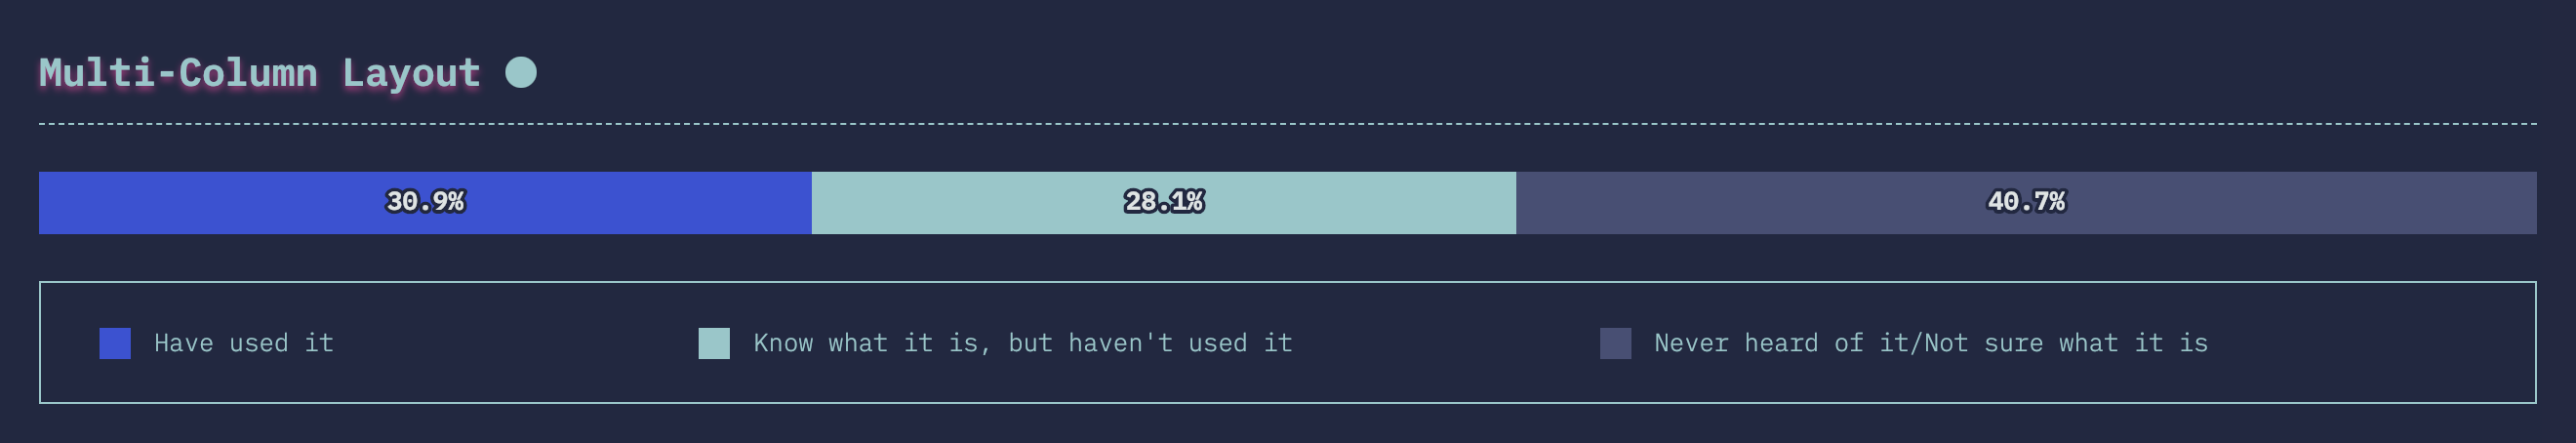 Multi-Column Layout
30.9% 28.1% 40.7%
Have used it Know what it is, but haven't used it Never heard of it/Not sure what it is